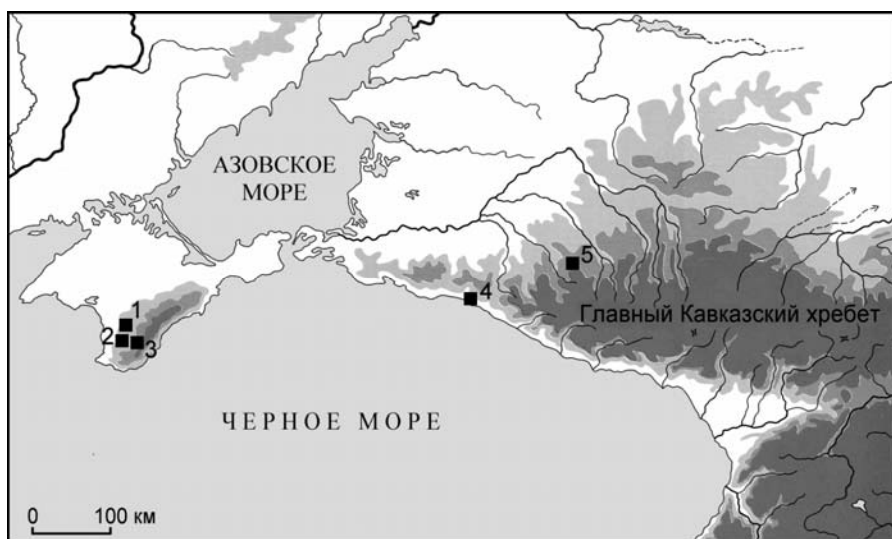 АЗОВСКОЕ
МОРЕ
5
4
Главный Кавказский хребет
1
2
3
ЧЕРНОЕ МОРЕ
0 100 км